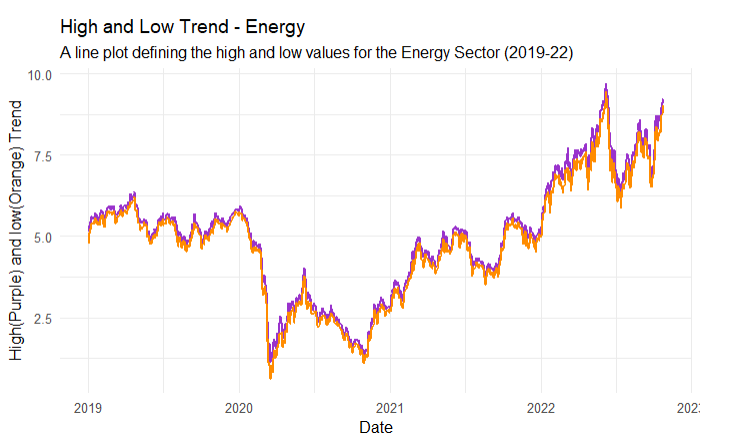 High and Low Trend - Energy
A line plot defining the high and low values for the Energy Sector (2019-22)
High(Purple) and low(Orange) Trend
10.0
7.5
5.0
2.5
2019
2020
2021
2022
Date